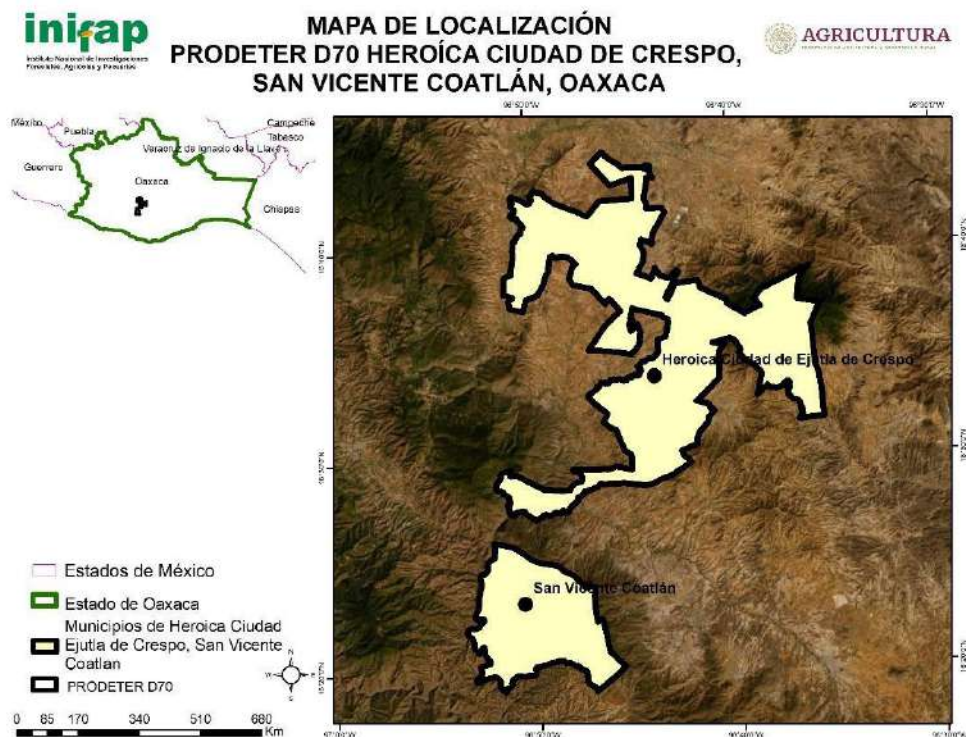 inifap
Instituto Nacional de Investigaciones
Forestales, Agrícolas y Pecuarias
MAPA DE LOCALIZACIÓN
PRODETER D70 HEROÍCA CIUDAD DE CRESPO,
SAN VICENTE COATLÁN, OAXACA
AGRICULTURA
México
Puebla
Campeche
Tabasco
Veracruz de Ignacio de la Llave
Guerrero
Oaxaca
Chiapas
Heroica Ciudad de Ejutla de Crespo
San Vicente Coatlán
Estados de México
Estado de Oaxaca
Municipios de Heroica Ciudad
Ejutla de Crespo, San Vicente
Coatlan
PRODETER D70
N
S
0 85 170 340 510 680
Km